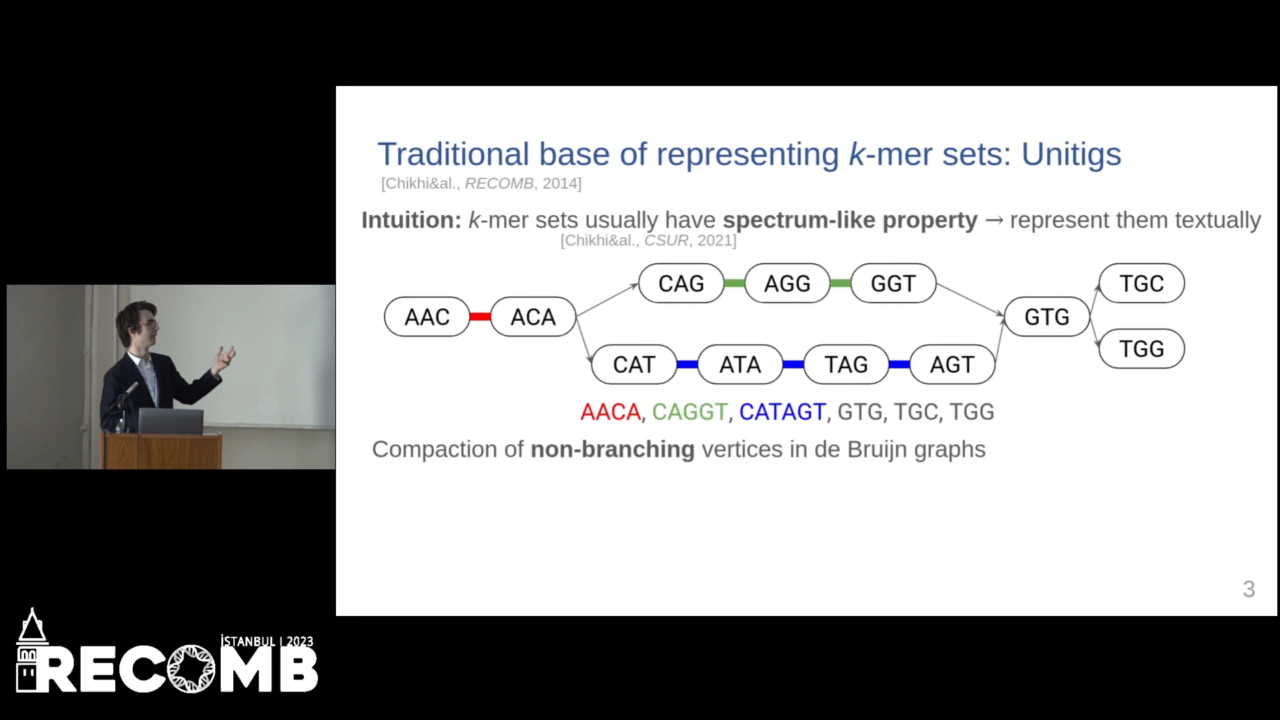 Traditional base of representing k-mer sets: Unitigs
[Chikhi&al., RECOMB, 2014]
Intuition: k-mer sets usually have spectrum-like property → represent them textually
[Chikhi&al., CSUR, 2021]
CAG AGG GGT TGC
AAC ACA GTG
CAT ATA TAG AGT TGG
AACA, CAGGT, CATAGT, GTG, TGC, TGG
Compaction of non-branching vertices in de Bruijn graphs
3
İSTANBUL | 2023
RECOMB